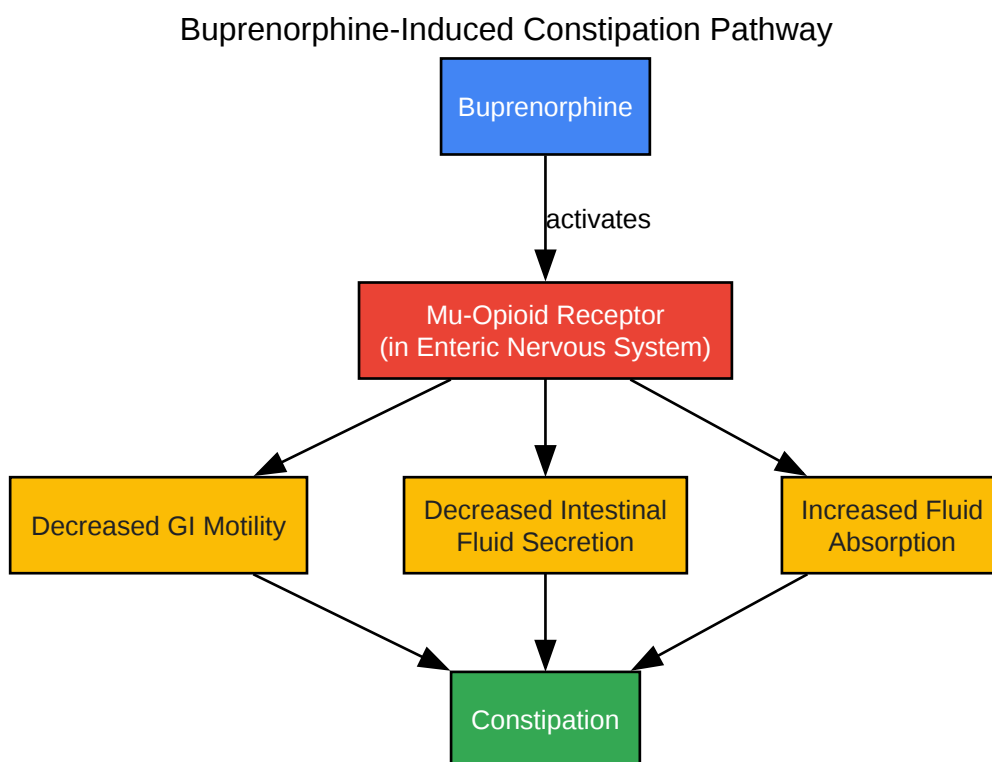 Buprenorphine-Induced Constipation Pathway
Buprenorphine
activates
Mu-Opioid Receptor
(in Enteric Nervous System)
Decreased GI Motility
Decreased Intestinal
Fluid Secretion
Increased Fluid
Absorption
Constipation